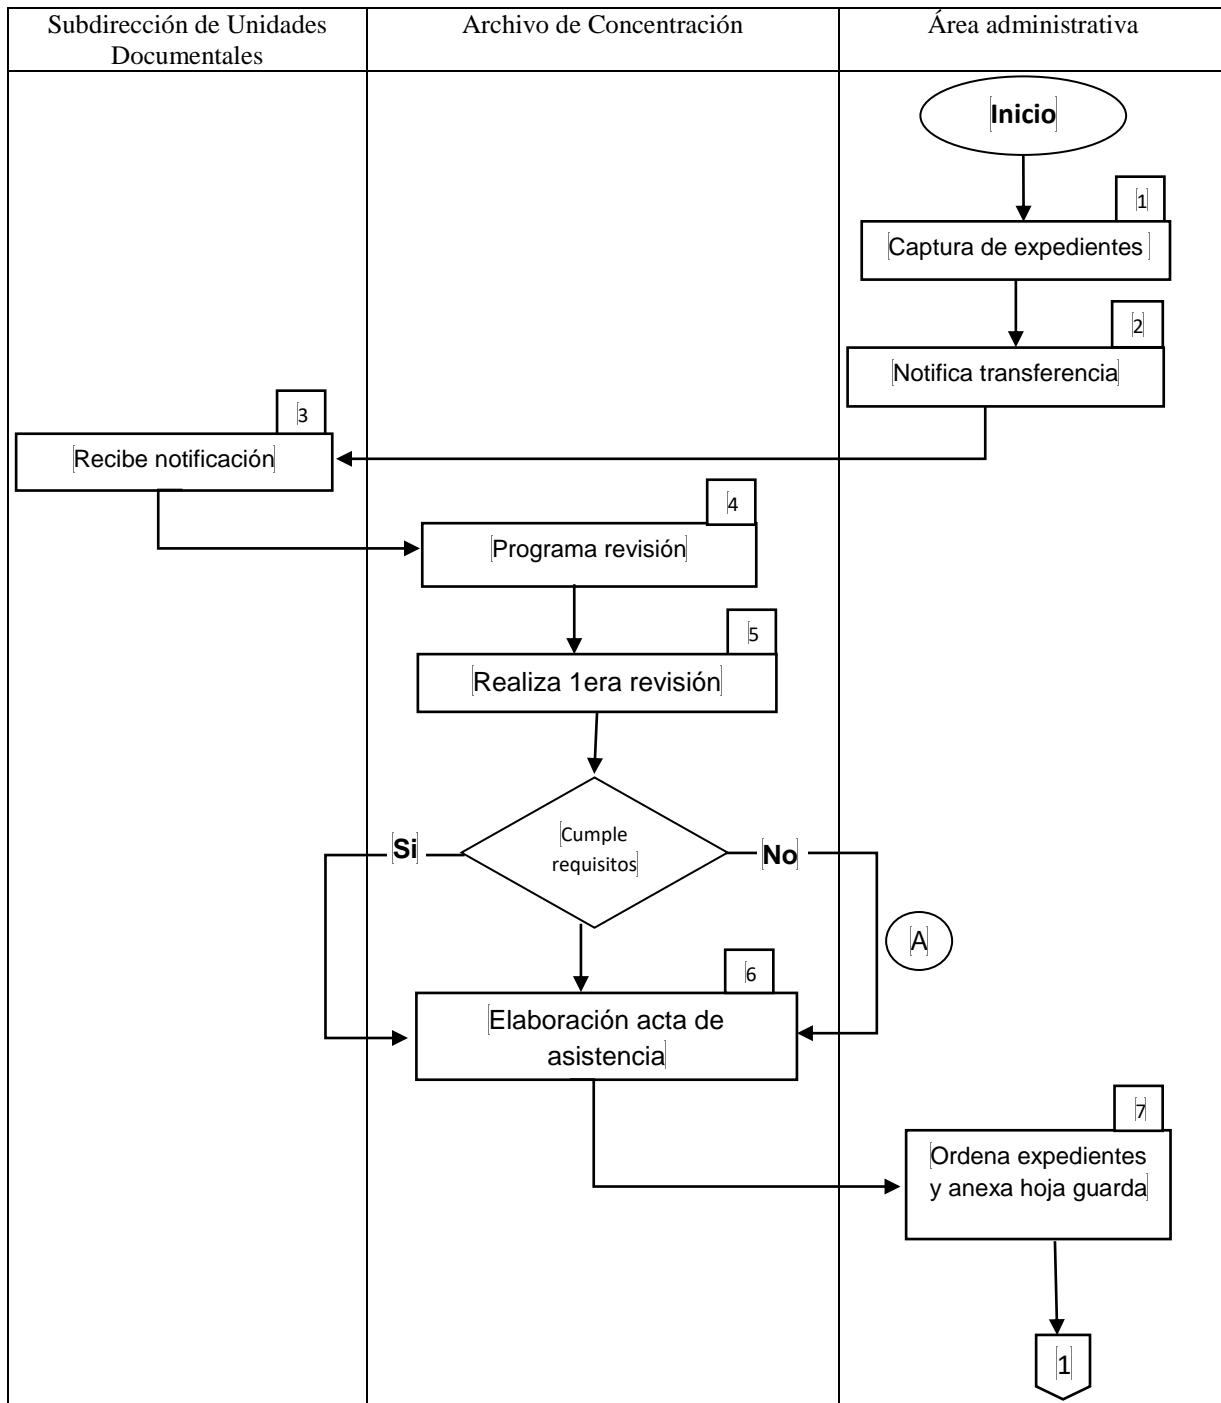 Subdirección de Unidades
Documentales
Archivo de Concentración
Área administrativa
Inicio
1
Captura de expedientes
2
Notifica transferencia
3
Recibe notificación
4
Programa revisión
5
Realiza 1era revisión
Cumple
requisitos
Si
No
A
6
Elaboración acta de
asistencia
7
Ordena expedientes
y anexa hoja guarda
1